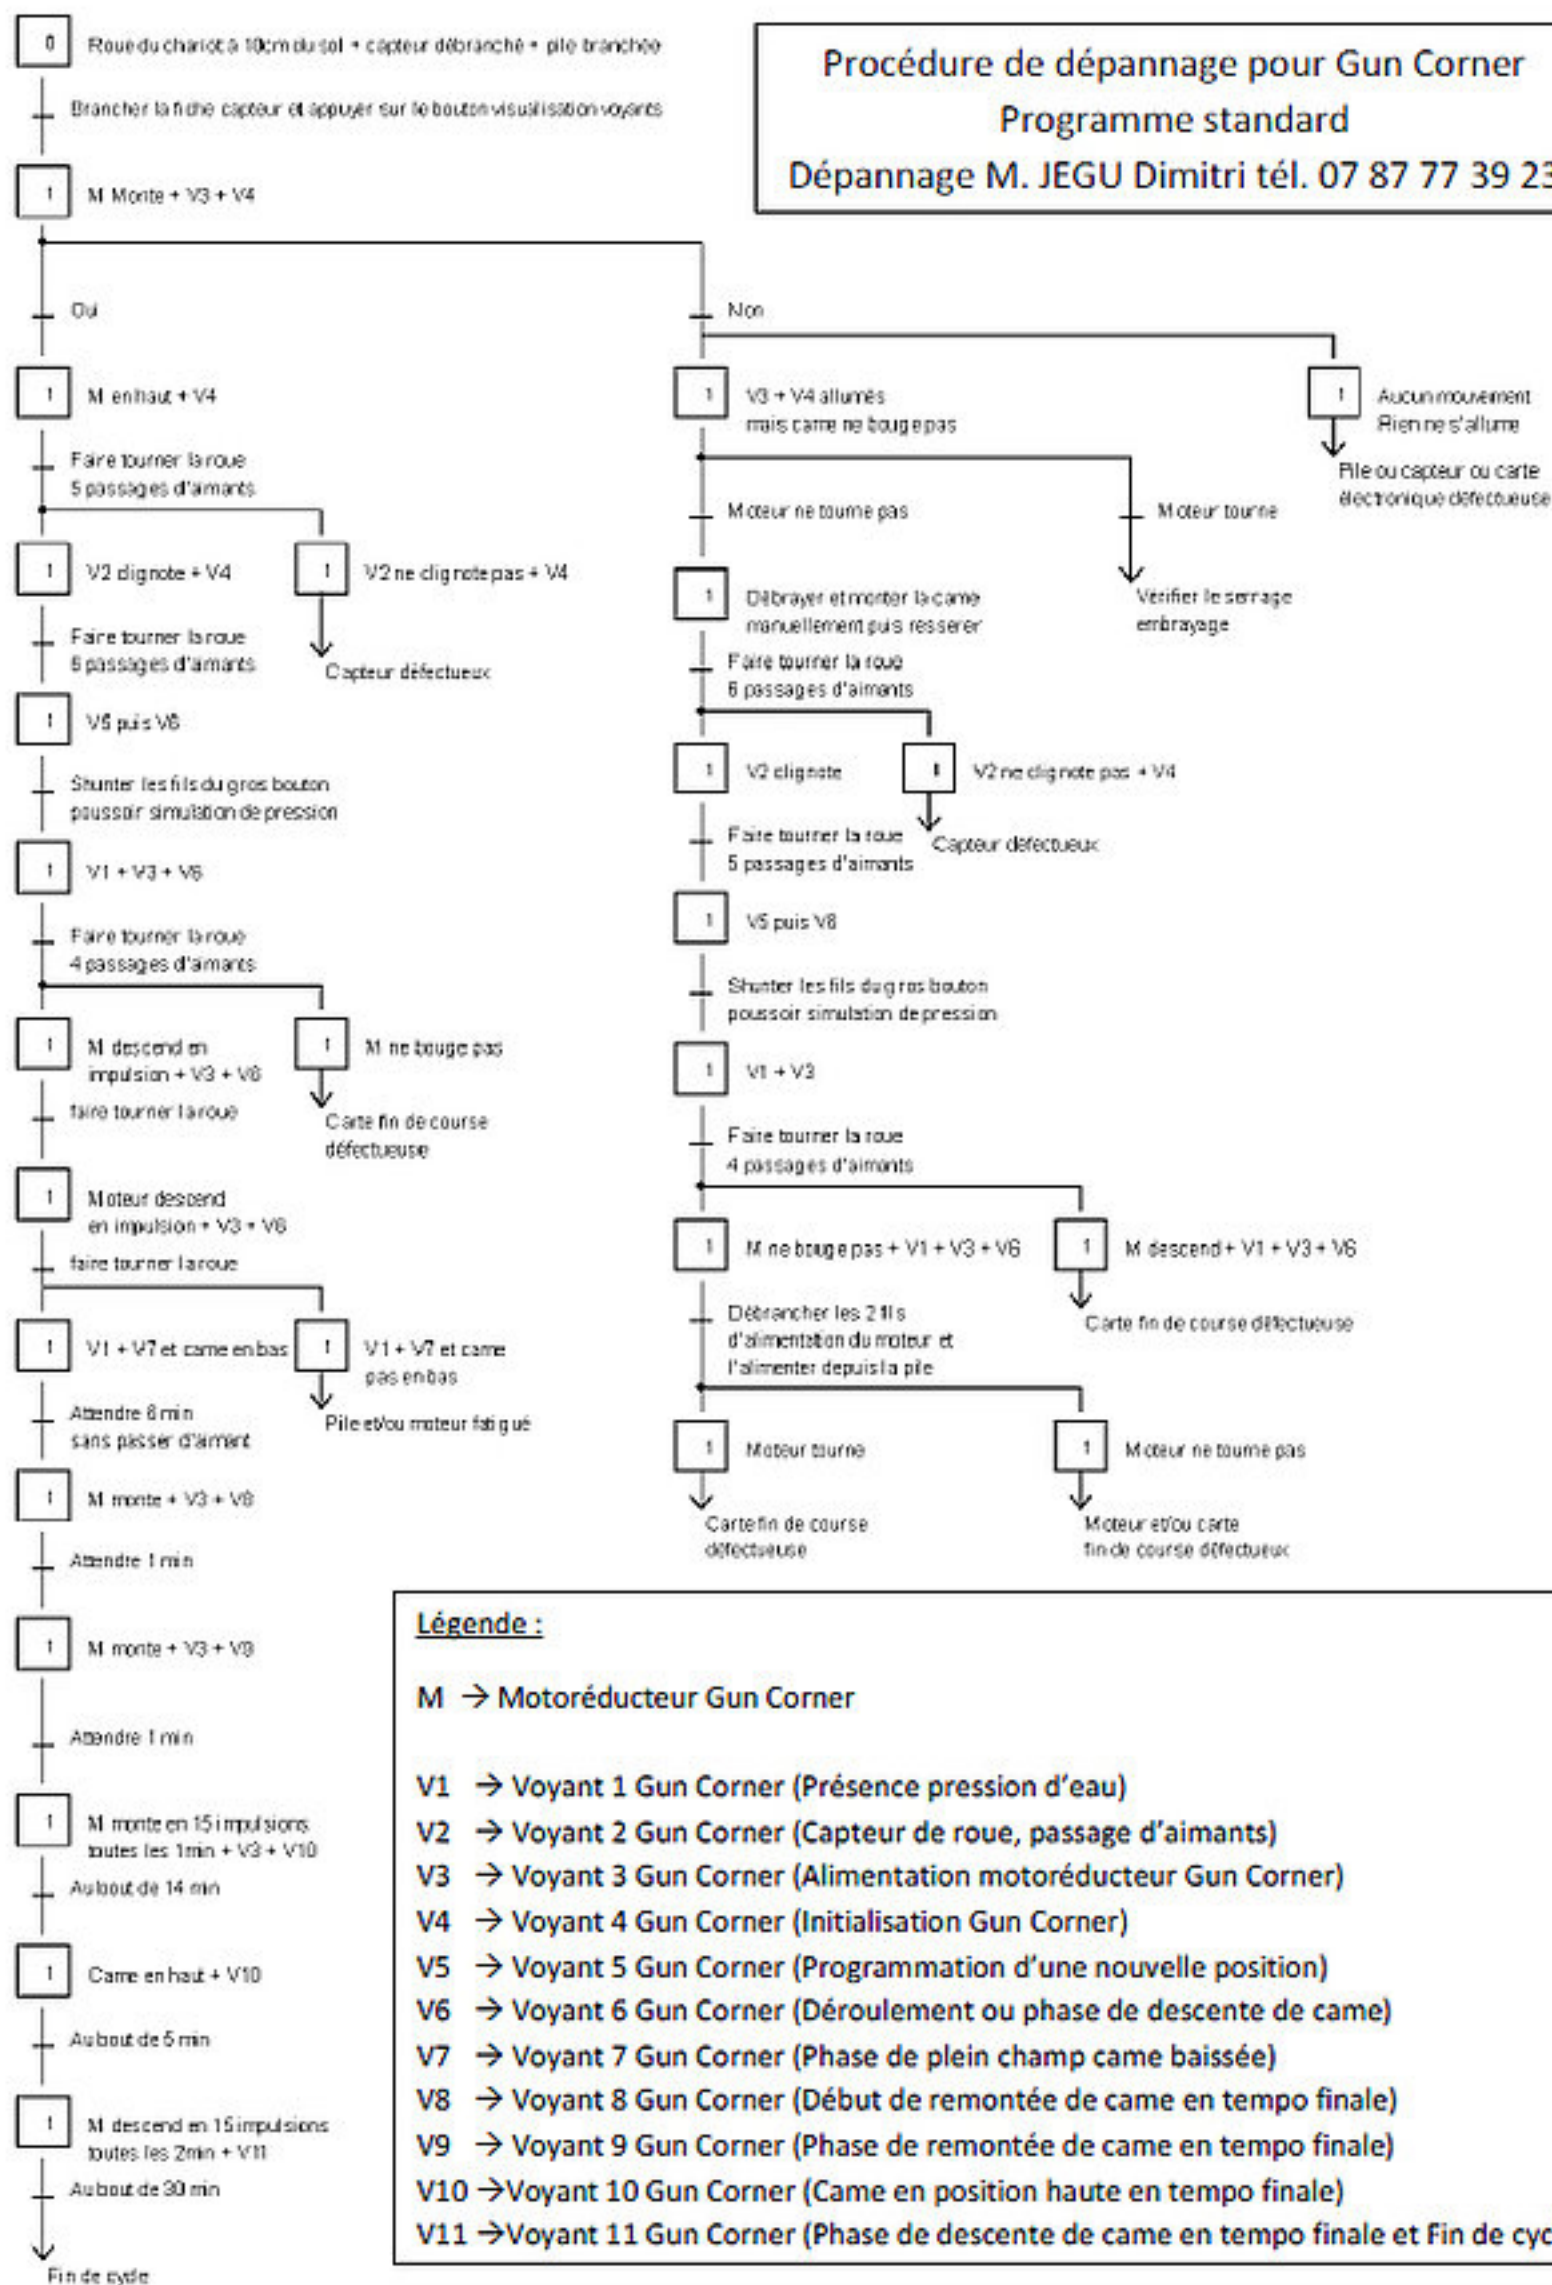 Procédure de dépannage pour Gun Corner
Programme standard
Dépannage M. JEGU Dimitri tél. 07 87 77 39 23
0
Roue du chariot à 10cm du sol + capteur débranché + pile branchée
Brancher la fiche capteur et appuyer sur le bouton visualisation voyants
1
M Monte + V3 + V4
Oui
1
M en haut + V4
Faire tourner la roue
5 passages d'aimants
1
V2 clignote + V4
1
V2 ne clignote pas + V4
Capteur défectueux
Faire tourner la roue
6 passages d'aimants
1
V5 puis V6
Shunter les fils du gros bouton
poussoir simulation de pression
1
V1 + V3 + V6
Faire tourner la roue
4 passages d'aimants
1
M descend en
impulsion + V3 + V6
1
M ne bouge pas
Carte fin de course
défectueuse
faire tourner la roue
1
Moteur descend
en impulsion + V3 + V6
faire tourner la roue
1
V1 + V7 et came en bas
1
V1 + V7 et came
pas en bas
Pile et/ou moteur fatigué
Attendre min
sans passer d'aimant
1
M monte + V3 + V8
Attendre 1 min
1
M monte + V3 + V9
Attendre 1 min
1
M monte en 15 impulsions
toutes les 1min + V3 + V10
Au bout de 14 min
1
Came en haut + V10
Au bout de 5 min
1
M descend en 15 impulsions
toutes les 2min + V11
Au bout de 30 min
Fin de cycle
Non
1
V3 + V4 allumés
mais came ne bouge pas
1
Aucun mouvement
Rien ne s'allume
Pile ou capteur ou carte
électronique défectueuse
Moteur ne tourne pas
Moteur tourne
Vérifier le serrage
embrayage
1
Débrayer et monter la came
manuellement puis resserer
Faire tourner la roue
6 passages d'aimants
1
V2 clignote
V2 ne clignote pas + V4
Capteur défectueux
Faire tourner la roue
5 passages d'aimants
1
V5 puis V6
Shunter les fils du gros bouton
poussoir simulation de pression
1
V1 + V3
Faire tourner la roue
4 passages d'aimants
1
M ne bouge pas + V1 + V3 + V6
1
M descend + V1 + V3 + V6
Carte fin de course défectueuse
Débrancher les 2 fils
d'alimentation du moteur et
l'alimenter depuis la pile
1
Moteur tourne
1
Moteur ne tourne pas
Carte fin de course
défectueuse
Moteur et/ou carte
fin de course défectueux
Légende :
M → Motoréducteur Gun Corner
V1 → Voyant 1 Gun Corner (Présence pression d'eau)
V2 → Voyant 2 Gun Corner (Capteur de roue, passage d'aimants)
V3 → Voyant 3 Gun Corner (Alimentation motoréducteur Gun Corner)
V4 → Voyant 4 Gun Corner (Initialisation Gun Corner)
V5 → Voyant 5 Gun Corner (Programmation d'une nouvelle position)
V6 → Voyant 6 Gun Corner (Déroulement ou phase de descente de came)
V7 → Voyant 7 Gun Corner (Phase de plein champ came baissée)
V8 → Voyant 8 Gun Corner (Début de remontée de came en tempo finale)
V9 → Voyant 9 Gun Corner (Phase de remontée de came en tempo finale)
V10 →Voyant 10 Gun Corner (Came en position haute en tempo finale)
V11 →Voyant 11 Gun Corner (Phase de descente de came en tempo finale et Fin de cyc